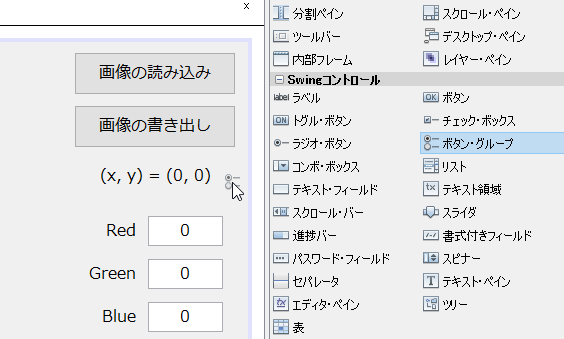 x
画像の読み込み
画像の書き出し
(x, y) = (0, 0)
Red 0
Green 0
Blue 0
分割ペイン スクロール・ペイン
ツールバー デスクトップ・ペイン
内部フレーム レイヤー・ペイン
Swingコントロール
label ラベル OK ボタン
ON トグル・ボタン チェック・ボックス
ラジオ・ボタン ボタン・グループ
コンボ・ボックス リスト
テキスト・フィールド tx テキスト領域
スクロール・バー スライダ
進捗バー 書式付きフィールド
パスワード・フィールド スピナー
セパレータ T テキスト・ペイン
tx エディタ・ペイン ツリー
表